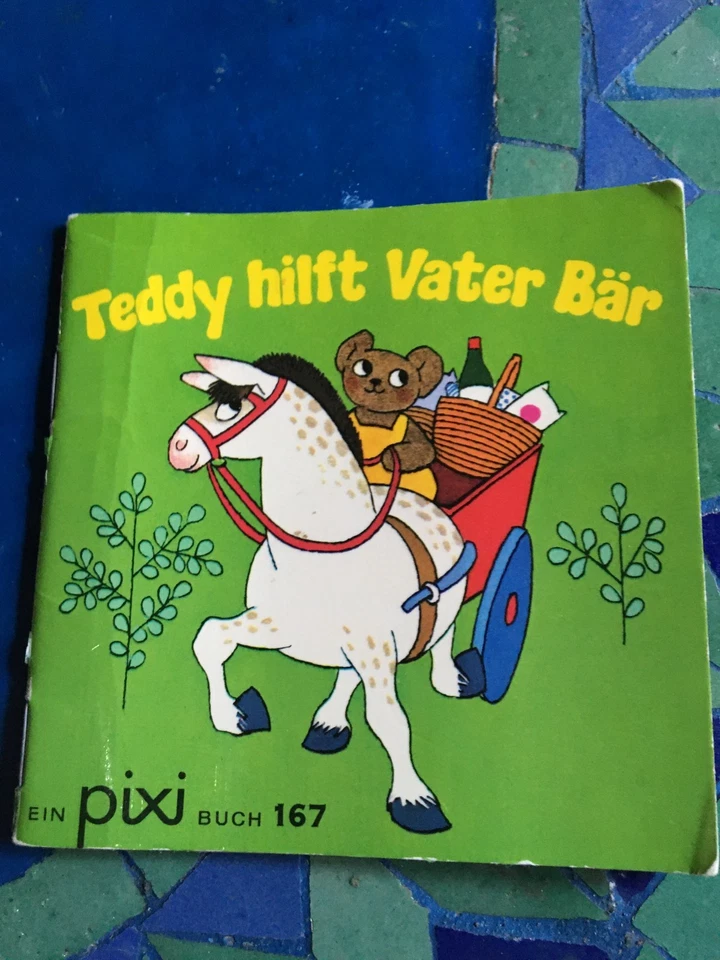 Teddy hilft Vater Bär
EIN pixi BUCH 167